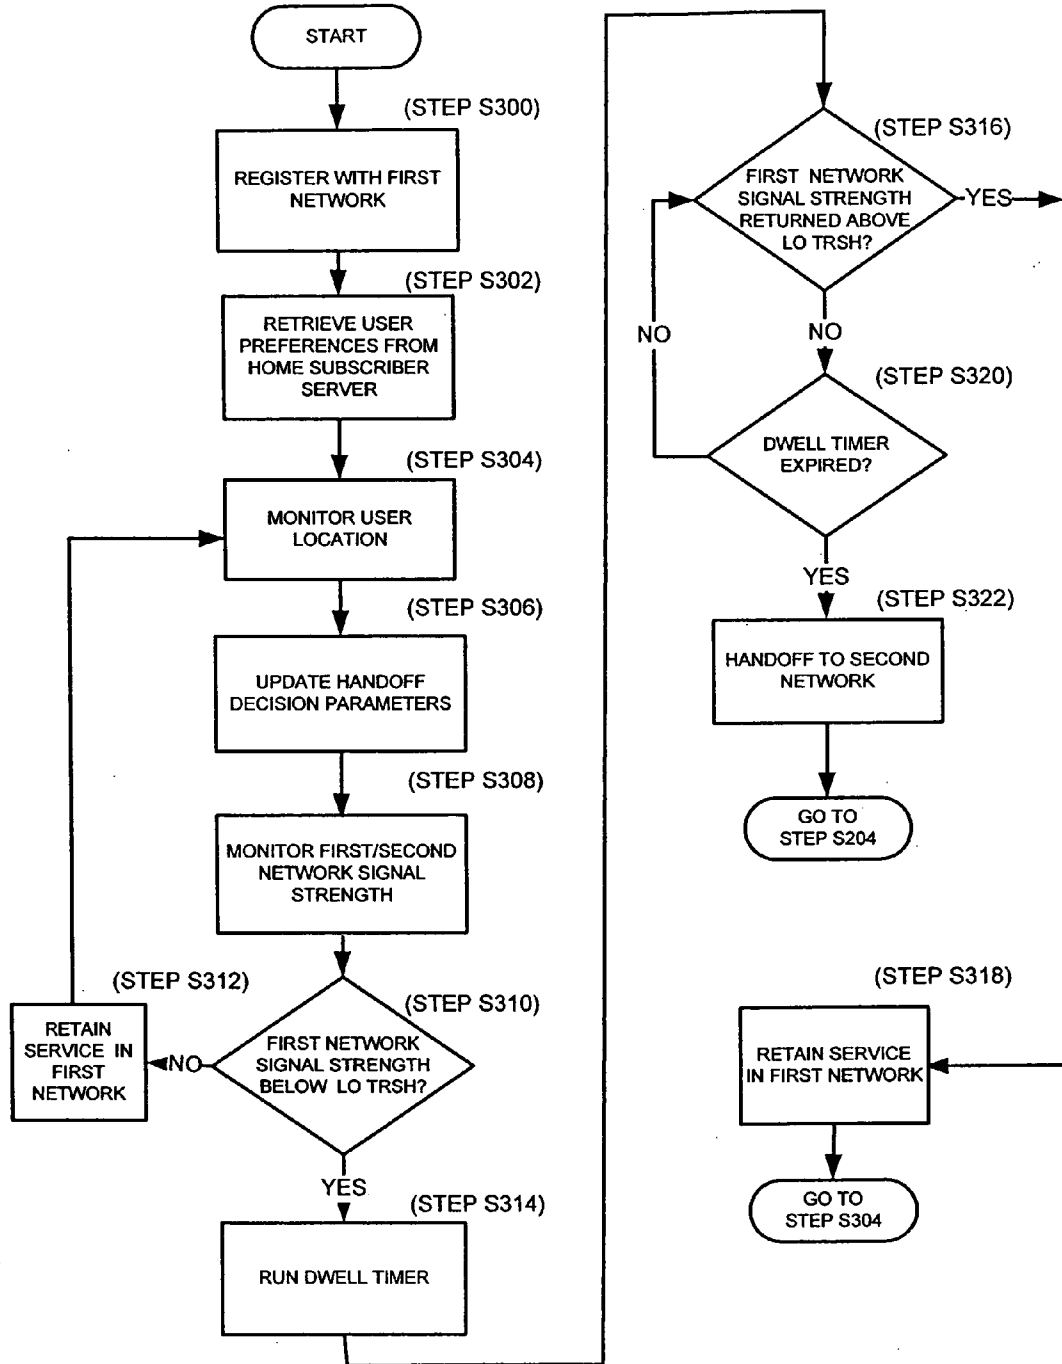 START
(STEP S300)
REGISTER WITH FIRST
NETWORK
(STEP S302)
RETRIEVE USER
PREFERENCES FROM
HOME SUBSCRIBER
SERVER
(STEP S304)
MONITOR USER
LOCATION
(STEP S306)
UPDATE HANDOFF
DECISION PARAMETERS
(STEP S308)
MONITOR FIRST/SECOND
NETWORK SIGNAL
STRENGTH
(STEP S310)
FIRST NETWORK
SIGNAL STRENGTH
BELOW LO TRSH?
NO
(STEP S312)
RETAIN
SERVICE IN
FIRST
NETWORK
YES
(STEP S314)
RUN DWELL TIMER
(STEP S316)
FIRST NETWORK
SIGNAL STRENGTH
RETURNED ABOVE
LO TRSH?
YES
NO
NO
(STEP S320)
DWELL TIMER
EXPIRED?
YES
(STEP S322)
HANDOFF TO SECOND
NETWORK
GO TO
STEP S204
(STEP S318)
RETAIN SERVICE
IN FIRST NETWORK
GO TO
STEP S304